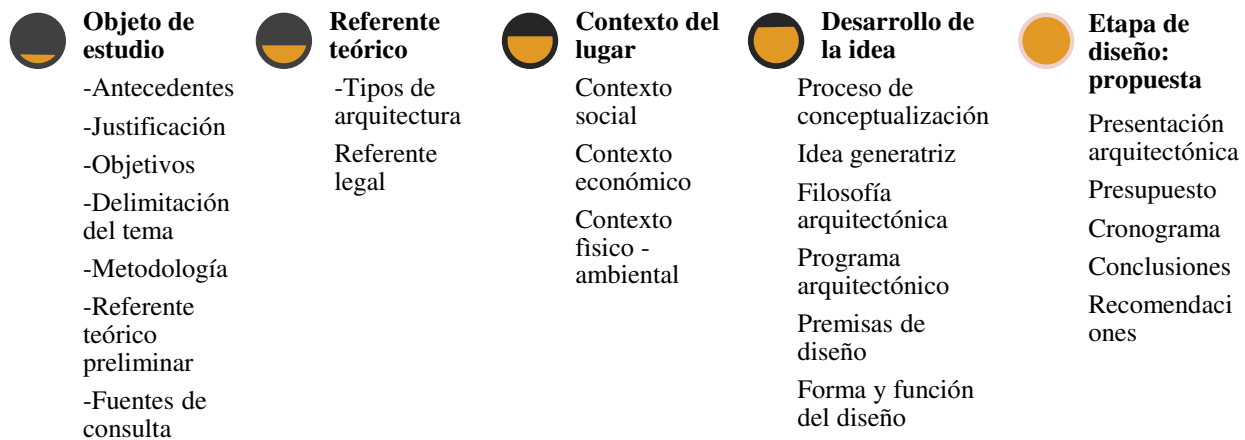 Objeto de
estudio
-Antecedentes
-Justificación
-Objetivos
-Delimitación
del tema
-Metodología
-Referente
teórico
preliminar
-Fuentes de
consulta
Referente
teórico
-Tipos de
arquitectura
Referente
legal
Contexto del
lugar
Contexto
social
Contexto
económico
Contexto
fìsico -
ambiental
Desarrollo de
la idea
Proceso de
conceptualización
Idea generatriz
Filosofía
arquitectónica
Programa
arquitectónico
Premisas de
diseño
Forma y función
del diseño
Etapa de
diseño:
propuesta
Presentación
arquitectónica
Presupuesto
Cronograma
Conclusiones
Recomendaci
ones